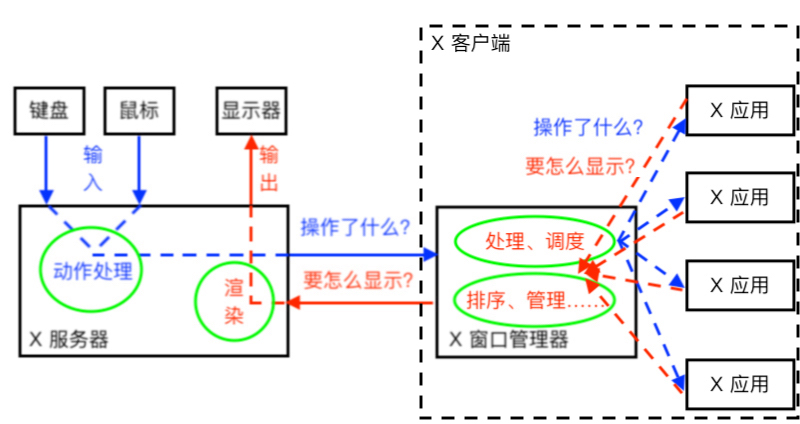 X 客户端
键盘
鼠标
显示器
X 应用
操作了什么?
输
入
输
出
要怎么显示?
X 应用
操作了什么?
处理、调度
动作处理
渲
染
要怎么显示?
排序、管理……
X 应用
X 服务器
X 窗口管理器
X 应用